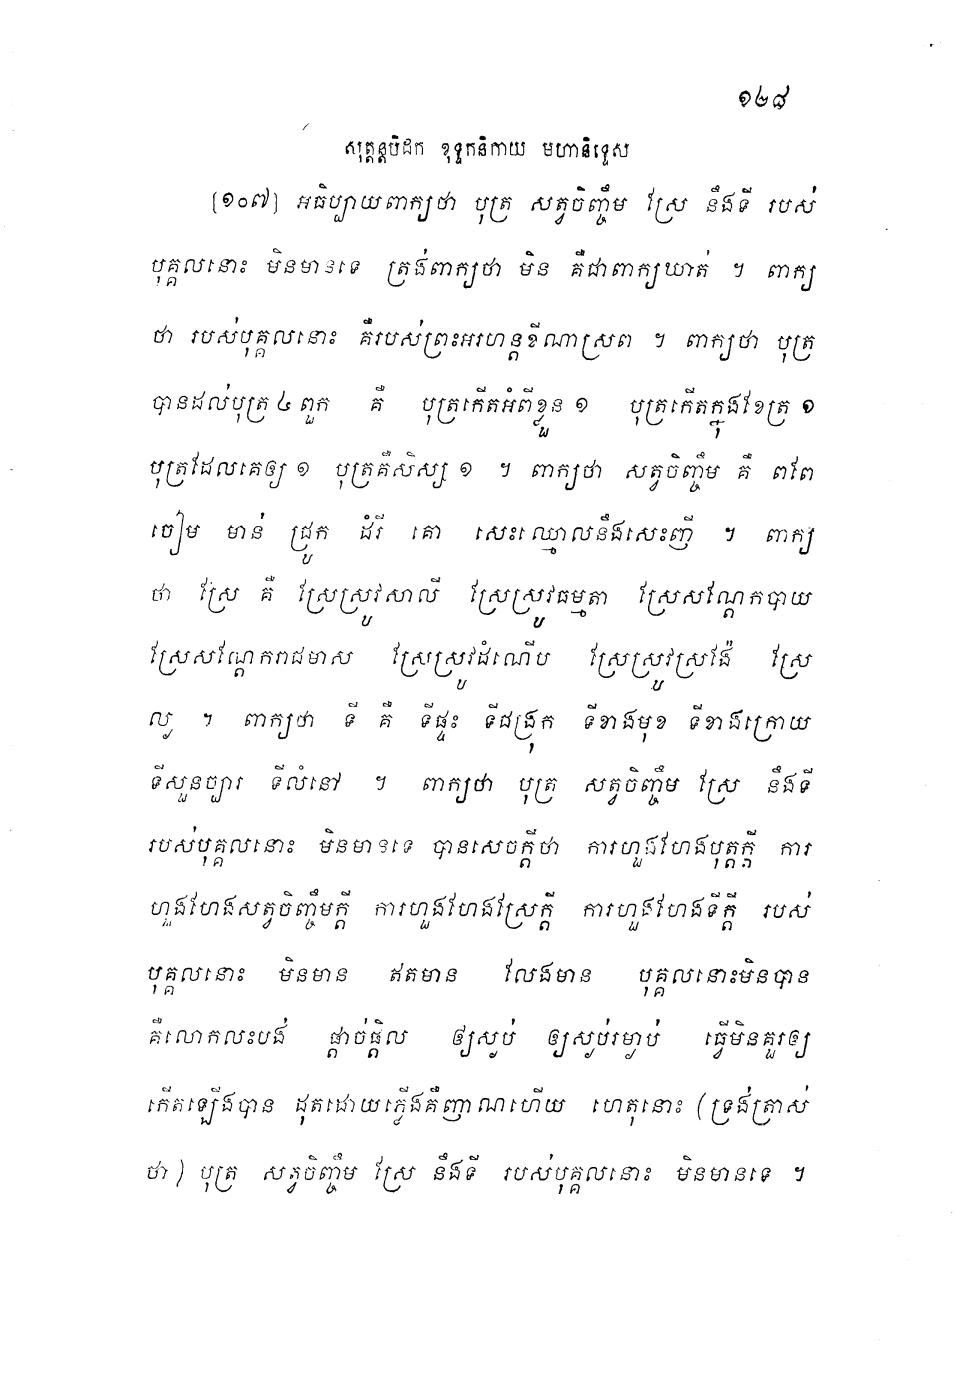 ១២៨
សុត្តន្តបិដក ខុទ្ទកនិកាយ មហានិទ្ទេស
[១០៧] អធិប្បាយពាក្យថា បុត្រ សត្វចិញ្ចឹម ស្រែ នឹងទី របស់
បុគ្គលនោះ មិនមានទេ ត្រង់ពាក្យថា មិន គឺជាពាក្យឃាត់ ។ ពាក្យ
ថា របស់បុគ្គលនោះ គឺរបស់ព្រះអរហន្តខីណាស្រព ។ ពាក្យថា បុត្រ
បានដល់បុត្រ ៤ ពួក គឺ បុត្រកើតអំពីខ្លួន ១ បុត្រកើតក្នុងខែត្រ ១
បុត្រដែលគេឲ្យ ១ បុត្រគឺសិស្ស ១ ។ ពាក្យថា សត្វចិញ្ចឹម គឺ ពពែ
ចៀម មាន់ ជ្រូក ដំរី គោ សេះឈ្មោលនឹងសេះញី ។ ពាក្យ
ថា ស្រែ គឺ ស្រែស្រូវសាលី ស្រែស្រូវធម្មតា ស្រែសណ្តែកបាយ
ស្រែសណ្តែករាជមាស ស្រែស្រូវដំណើប ស្រែស្រូវស្រង៉ែ ស្រែ
ល្ង ។ ពាក្យថា ទី គឺ ទីផ្ទះ ទីជង្រុក ទីខាងមុខ ទីខាងក្រោយ
ទីសួនច្បារ ទីលំនៅ ។ ពាក្យថា បុត្រ សត្វចិញ្ចឹម ស្រែ នឹងទី
របស់បុគ្គលនោះ មិនមានទេ បានសេចក្តីថា ការហួងហែងបុត្តក្តី ការ
ហួងហែងសត្វចិញ្ចឹមក្តី ការហួងហែងស្រែក្តី ការហួងហែងទីក្តី របស់
បុគ្គលនោះ មិនមាន ឥតមាន លែងមាន បុគ្គលនោះមិនបាន
គឺលោកលះបង់ ផ្តាច់ផ្តិល ឲ្យស្ងប់ ឲ្យស្ងប់រម្ងាប់ ធ្វើមិនគួរឲ្យ
កើតឡើងបាន ដុតដោយភ្លើងគឺញាណហើយ ហេតុនោះ (ទ្រង់ត្រាស់
ថា) បុត្រ សត្វចិញ្ចឹម ស្រែ នឹងទី របស់បុគ្គលនោះ មិនមានទេ ។